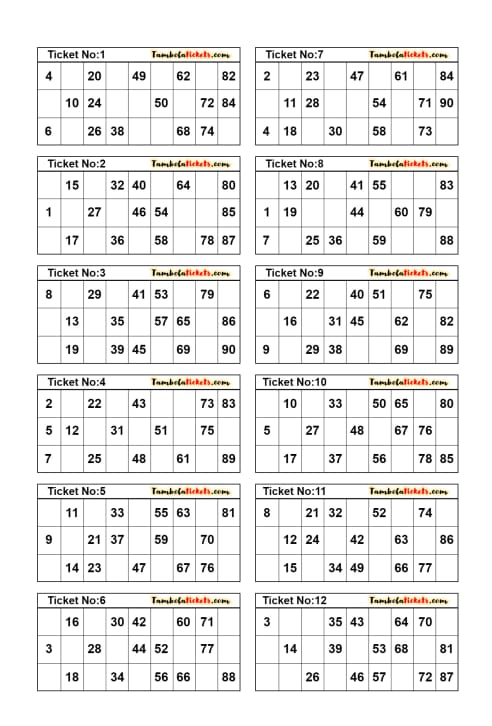 Ticket No:1 TambolaTickets.com
4 20 49 62 82
10 24 50 72 84
6 26 38 68 74
Ticket No:2 TambolaTickets.com
15 32 40 64 80
1 27 46 54 85
17 36 58 78 87
Ticket No:3 TambolaTickets.com
8 29 41 53 79
13 35 57 65 86
19 39 45 69 90
Ticket No:4 TambolaTickets.com
2 22 43 73 83
5 12 31 51 75
7 25 48 61 89
Ticket No:5 TambolaTickets.com
11 33 55 63 81
9 21 37 59 70
14 23 47 67 76
Ticket No:6 TambolaTickets.com
16 30 42 60 71
3 28 44 52 77
18 34 56 66 88
Ticket No:7 TambolaTickets.com
2 23 47 61 84
11 28 54 71 90
4 18 30 58 73
Ticket No:8 TambolaTickets.com
13 20 41 55 83
1 19 44 60 79
7 25 36 59 88
Ticket No:9 TambolaTickets.com
6 22 40 51 75
16 31 45 62 82
9 29 38 69 89
Ticket No:10 TambolaTickets.com
10 33 50 65 80
5 27 48 67 76
17 37 56 78 85
Ticket No:11 TambolaTickets.com
8 21 32 52 74
12 24 42 63 86
15 34 49 66 77
Ticket No:12 TambolaTickets.com
3 35 43 64 70
14 39 53 68 81
26 46 57 72 87